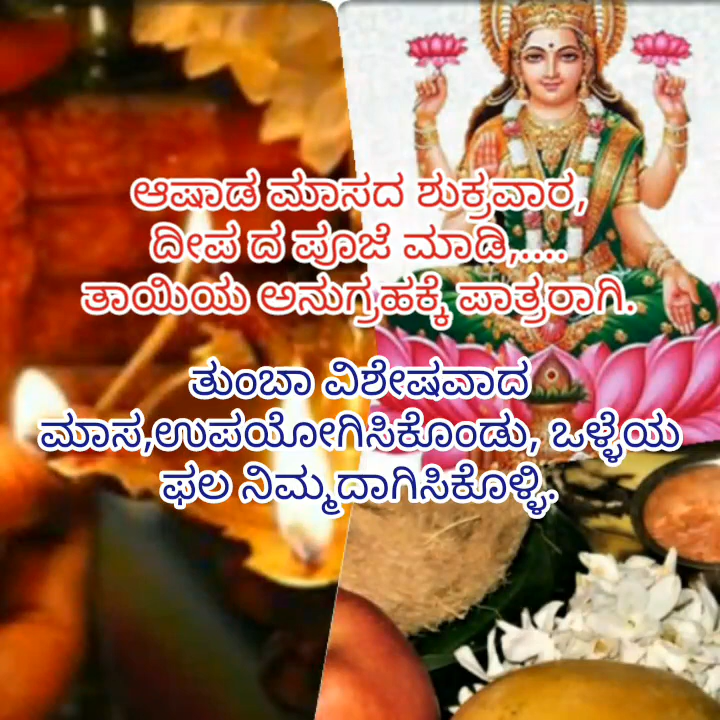 ಆಷಾಡ ಮಾಸದ ಶುಕ್ರವಾರ,
ದೀಪ ದ ಪೂಜೆ ಮಾಡಿ,....
ತಾಯಿಯ ಅನುಗ್ರಹಕ್ಕೆ ಪಾತ್ರರಾಗಿ.
ತುಂಬಾ ವಿಶೇಷವಾದ
ಮಾಸ,ಉಪಯೋಗಿಸಿಕೊಂಡು, ಒಳ್ಳೆಯ
ಫಲ ನಿಮ್ಮದಾಗಿಸಿಕೊಳ್ಳಿ.